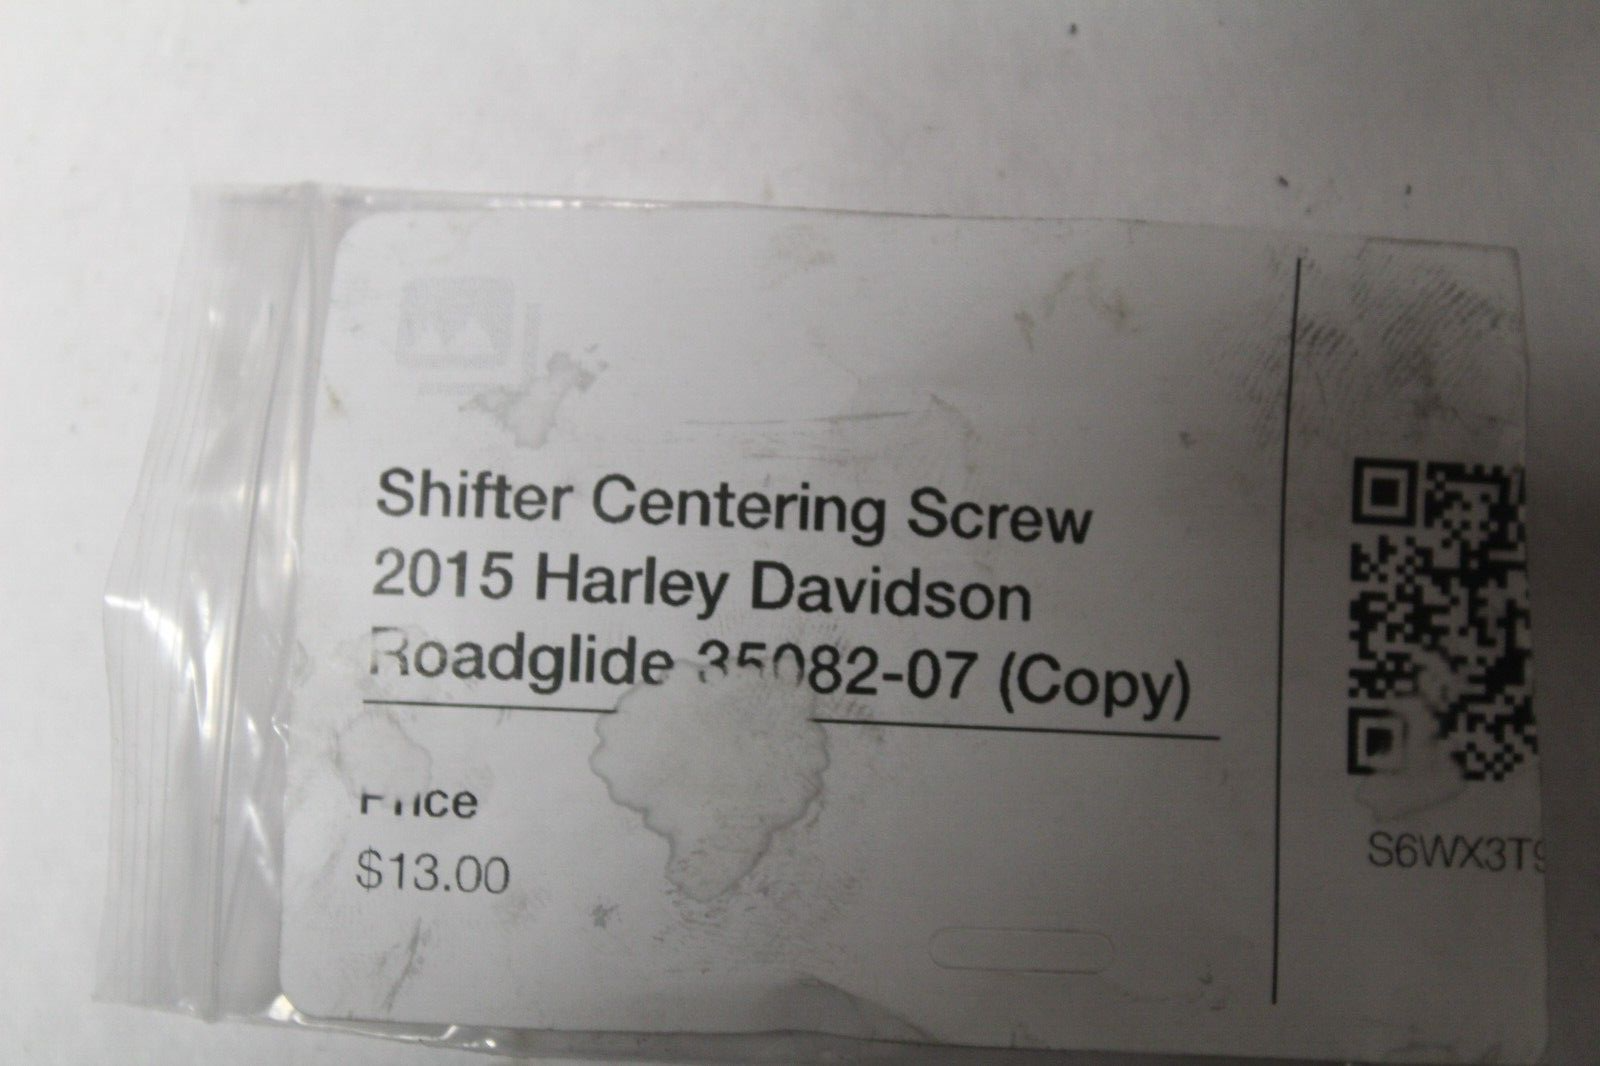 Shifter Centering Screw
2015 Harley Davidson
Roadglide 35082-07 (Copy)
Price
$13.00
S6WX3T9